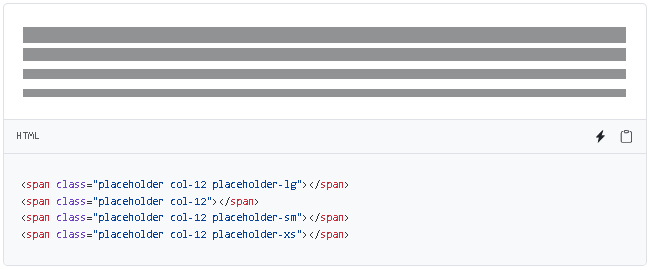 HTML
<span class="placeholder col-12 placeholder-lg"></span>
<span class="placeholder col-12"></span>
<span class="placeholder col-12 placeholder-sm"></span>
<span class="placeholder col-12 placeholder-xs"></span>